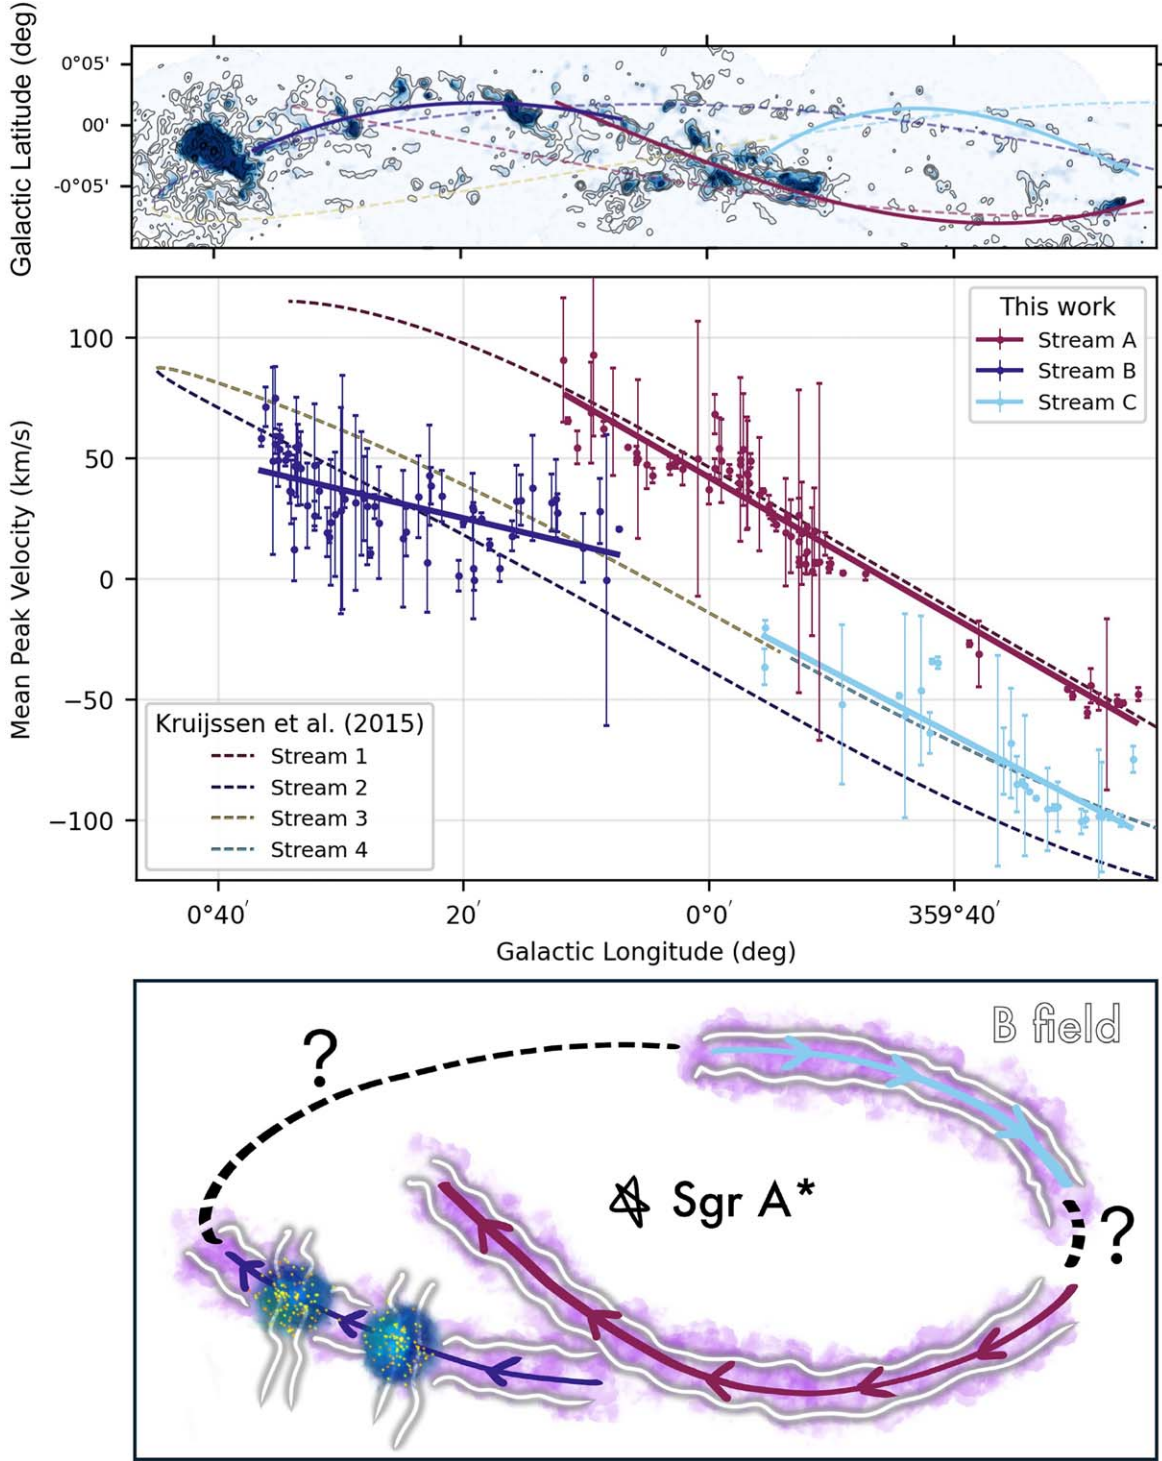 Galactic Latitude (deg)
0°05'
00'
-0°05'
Mean Peak Velocity (km/s)
100
50
0
−50
−100
This work
Stream A
Stream B
Stream C
Kruijssen et al. (2015)
Stream 1
Stream 2
Stream 3
Stream 4
0°40′ 20′ 0°0′ 359°40′
Galactic Longitude (deg)
B field
?
Sgr A*
?